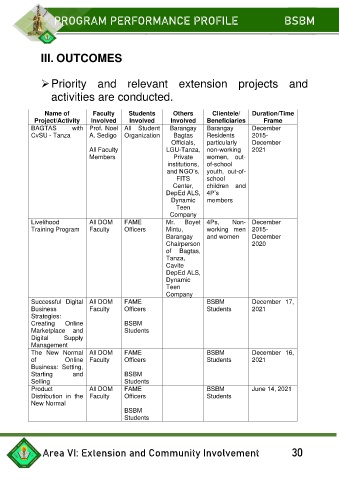 PROGRAM PERFORMANCE PROFILE BSBM
III. OUTCOMES
➢Priority and relevant extension projects and
activities are conducted.
Name of Project/Activity | Faculty Involved | Students Involved | Others Involved | Clientele/ Beneficiaries | Duration/Time Frame
BAGTAS with CvSU - Tanza | Prof. Noel A. Sedigo All Faculty Members | All Student Organization | Barangay Bagtas Officials, LGU-Tanza, Private institutions, and NGO's, FITS Center, DepEd ALS, Dynamic Teen Company | Barangay Residents particularly non-working women, out-of-school youth, out-of-school children and 4P's members | December 2015- December 2021
Livelihood Training Program | All DOM Faculty | FAME Officers | Mr. Boyet Mintu, Barangay Chairperson of Bagtas, Tanza, Cavite DepEd ALS, Dynamic Teen Company | 4Ps, Non-working men and women | December 2015- December 2020
Successful Digital Business Strategies: Creating Online Marketplace and Digital Supply Management | All DOM Faculty | FAME Officers BSBM Students | BSBM Students | December 17, 2021
The New Normal of Online Business: Setting, Starting and Selling | All DOM Faculty | FAME Officers BSBM Students | BSBM Students | December 16, 2021
Product Distribution in the New Normal | All DOM Faculty | FAME Officers BSBM Students | BSBM Students | June 14, 2021
Area VI: Extension and Community Involvement 30